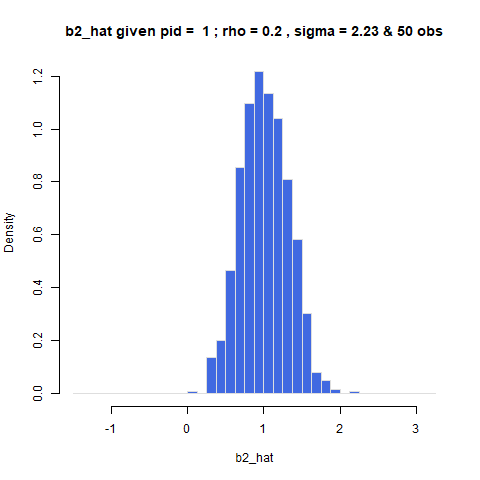 b2_hat given pid =  1 ; rho = 0.2 , sigma = 2.23 & 50 obs
Density
1.2
1.0
0.8
0.6
0.4
0.2
0.0
-1 0 1 2 3
b2_hat